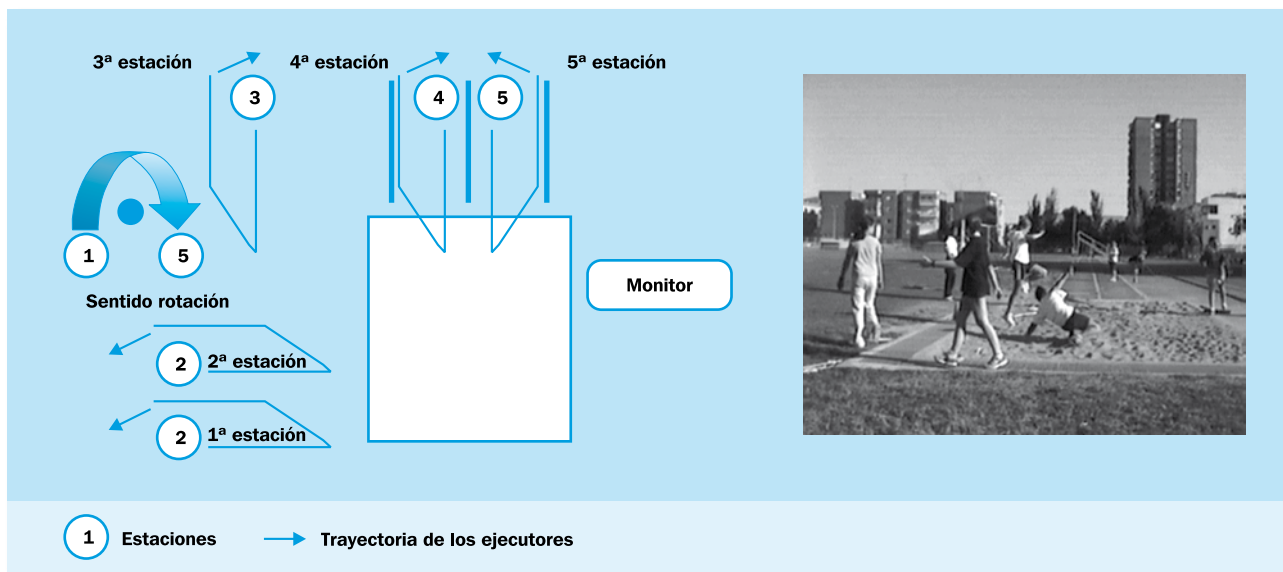 3ª estación
4ª estación
5ª estación
3
4
5
1
5
Sentido rotación
Monitor
2
2ª estación
2
1ª estación
1
Estaciones
Trayectoria de los ejecutores